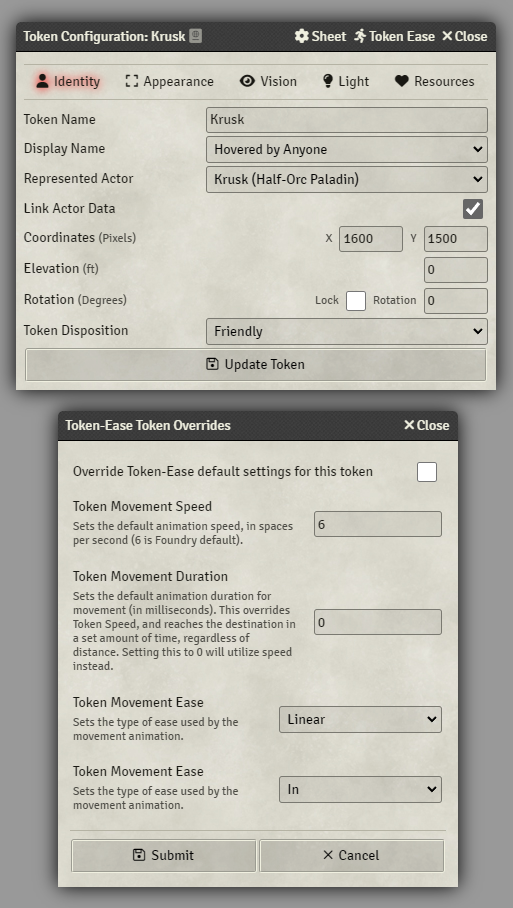 Token Configuration: Krusk Sheet Token Ease Close
Identity Appearance Vision Light Resources
Token Name Krusk
Display Name Hovered by Anyone
Represented Actor Krusk (Half-Orc Paladin)
Link Actor Data
Coordinates (Pixels) X 1600 Y 1500
Elevation (ft) 0
Rotation (Degrees) Lock Rotation 0
Token Disposition Friendly
Update Token
Token-Ease Token Overrides Close
Override Token-Ease default settings for this token
Token Movement Speed
Sets the default animation speed, in spaces
per second (6 is Foundry default).
6
Token Movement Duration
Sets the default animation duration for
movement (in milliseconds). This overrides
Token Speed, and reaches the destination in
a set amount of time, regardless of
distance. Setting this to 0 will utilize speed
instead.
0
Token Movement Ease
Sets the type of ease used by the
movement animation.
Linear
Token Movement Ease
Sets the type of ease used by the
movement animation.
In
Submit Cancel